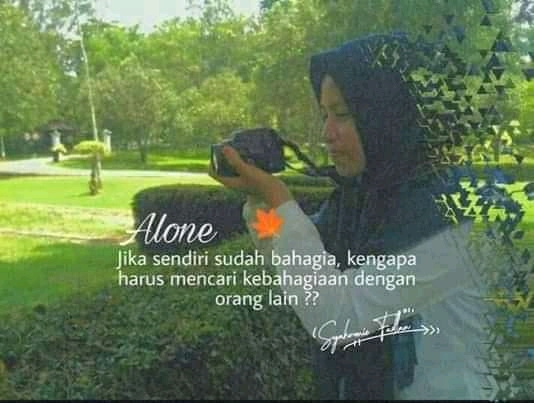 Alone
Jika sendiri sudah bahagia, kengapa
harus mencari kebahagiaan dengan
orang lain ??